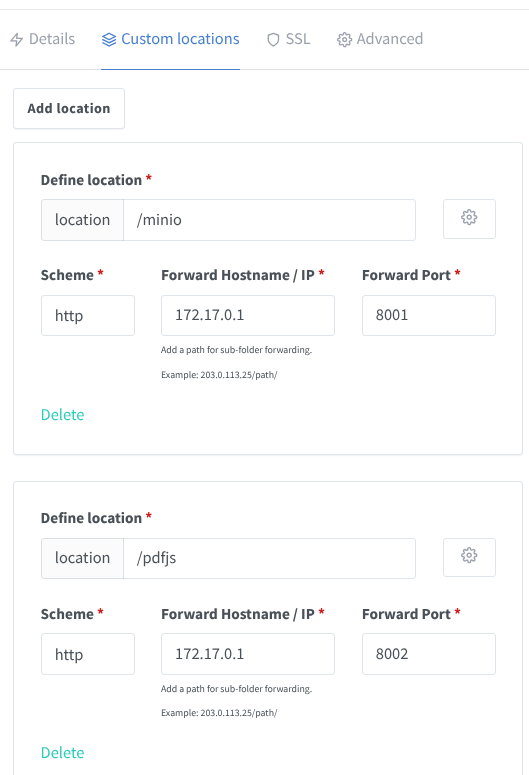 Details Custom locations SSL Advanced
Add location
Define location *
location /minio
Scheme * Forward Hostname / IP * Forward Port *
http 172.17.0.1 8001
Add a path for sub-folder forwarding.
Example: 203.0.113.25/path/
Delete
Define location *
location /pdfjs
Scheme * Forward Hostname / IP * Forward Port *
http 172.17.0.1 8002
Add a path for sub-folder forwarding.
Example: 203.0.113.25/path/
Delete